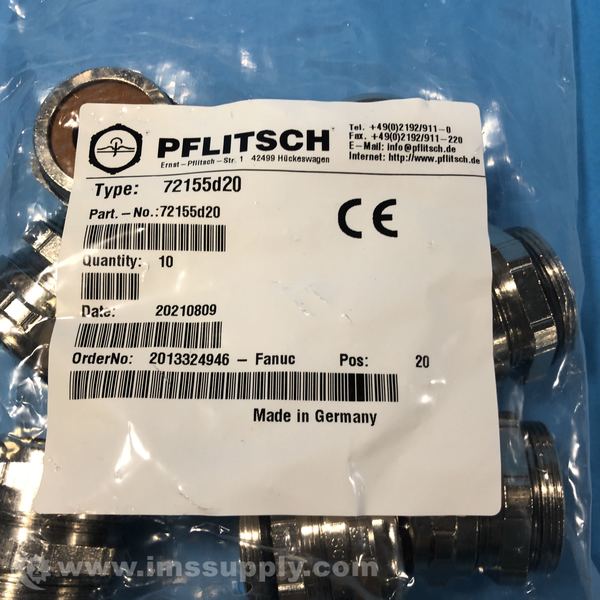 PFLITSCH®
Ernst-Pflitsch-Str. 1 42499 Hückeswagen
Tel. +49(0)2192/911-0
Fax. +49(0)2192/911-220
E-Mail: info@pflitsch.de
Internet: http://www.pflitsch.de
Type: 72155d20
Part.-No.:72155d20
CE
Quantity: 10
Date: 20210809
OrderNo: 2013324946 - Fanuc Pos: 20
Made in Germany
www.imssupply.com